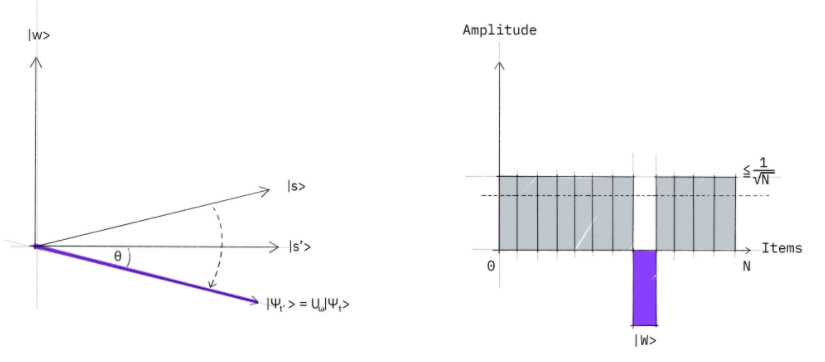 |w>
|s>
|s'>
θ
|Ψt'> = Uω|Ψt>
Amplitude
≤ 1/√N
Items
0
N
|W>